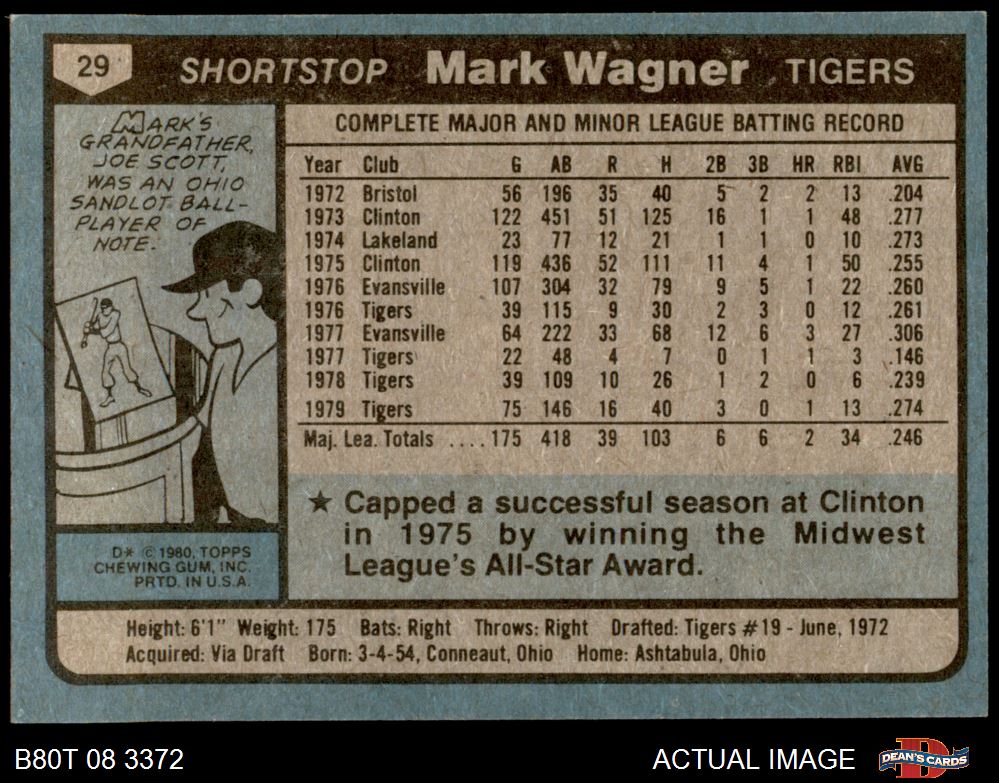 29 SHORTSTOP Mark Wagner TIGERS
MARK'S
GRANDFATHER,
JOE SCOTT,
WAS AN OHIO
SANDLOT BALL-
PLAYER OF
NOTE.
D* © 1980, TOPPS
CHEWING GUM, INC.
PRTD. IN U.S.A.
COMPLETE MAJOR AND MINOR LEAGUE BATTING RECORD
Year Club G AB R H 2B 3B HR RBI AVG
1972 Bristol 56 196 35 40 5 2 2 13 .204
1973 Clinton 122 451 51 125 16 1 1 48 .277
1974 Lakeland 23 77 12 21 1 1 0 10 .273
1975 Clinton 119 436 52 111 11 4 1 50 .255
1976 Evansville 107 304 32 79 9 5 1 22 .260
1976 Tigers 39 115 9 30 2 3 0 12 .261
1977 Evansville 64 222 33 68 12 6 3 27 .306
1977 Tigers 22 48 4 7 0 1 1 3 .146
1978 Tigers 39 109 10 26 1 2 0 6 .239
1979 Tigers 75 146 16 40 3 0 1 13 .274
Maj. Lea. Totals ....175 418 39 103 6 6 2 34 .246
★ Capped a successful season at Clinton
in 1975 by winning the Midwest
League's All-Star Award.
Height: 6'1" Weight: 175 Bats: Right Throws: Right Drafted: Tigers #19 - June, 1972
Acquired: Via Draft Born: 3-4-54, Conneaut, Ohio Home: Ashtabula, Ohio
B80T 08 3372 ACTUAL IMAGE DEAN'S CARDS